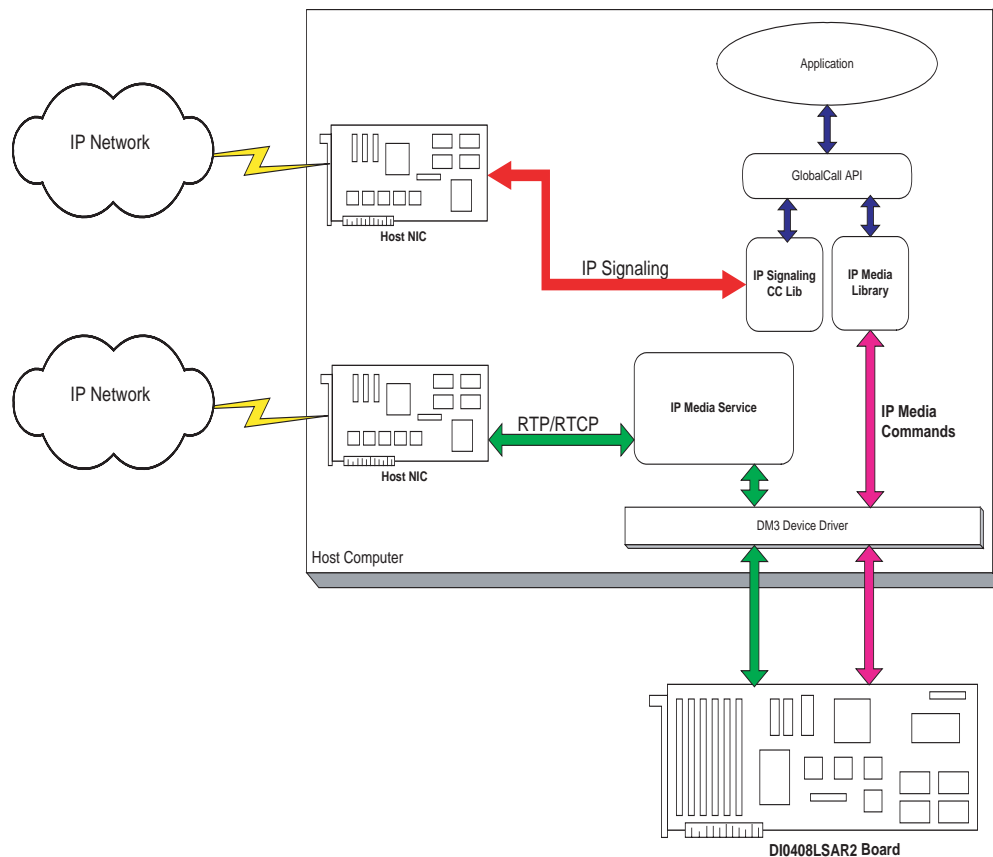 Application
IP Network
GlobalCall API
Host NIC
IP Signaling
IP Signaling
CC Lib
IP Media
Library
IP Network
IP Media Service
RTP/RTCP
IP Media
Commands
Host NIC
DM3 Device Driver
Host Computer
DI0408LSAR2 Board